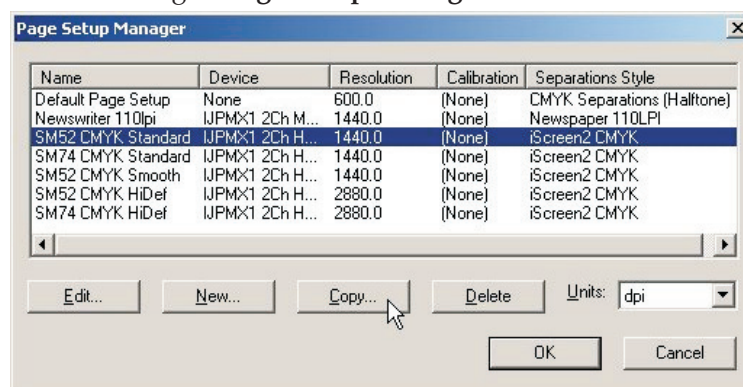 Page Setup Manager
Name Device Resolution Calibration Separations Style
Default Page Setup None 600.0 (None) CMYK Separations (Halftone)
Newswriter 110lpi IJPMX1 2Ch M... 1440.0 (None) Newspaper 110LPI
SM52 CMYK Standard IJPMX1 2Ch H... 1440.0 (None) iScreen2 CMYK
SM74 CMYK Standard IJPMX1 2Ch H... 1440.0 (None) iScreen2 CMYK
SM52 CMYK Smooth IJPMX1 2Ch H... 1440.0 (None) iScreen2 CMYK
SM52 CMYK HiDef IJPMX1 2Ch H... 2880.0 (None) iScreen2 CMYK
SM74 CMYK HiDef IJPMX1 2Ch H... 2880.0 (None) iScreen2 CMYK
Edit... New... Copy... Delete Units: dpi
OK Cancel